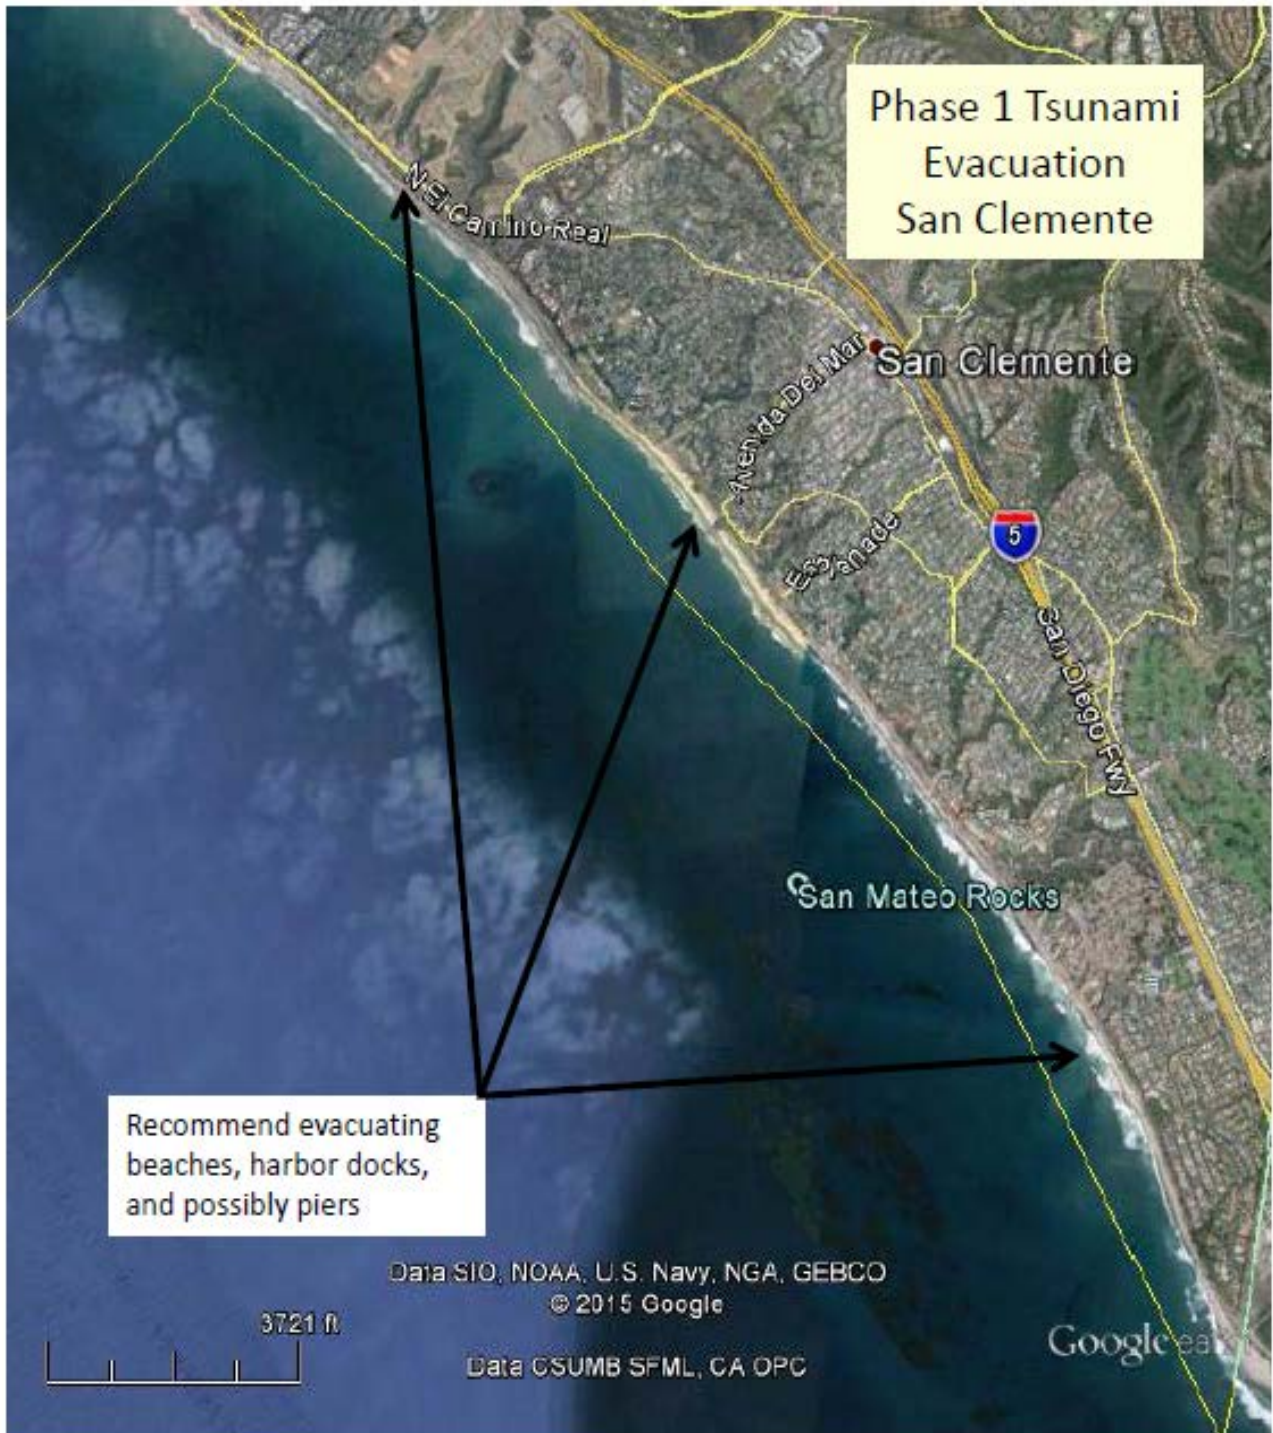 Phase 1 Tsunami
Evacuation
San Clemente
N El Camino Real
Avenida Del Mar
San Clemente
5
Esplanade
San Diego Fwy
San Mateo Rocks
Recommend evacuating
beaches, harbor docks,
and possibly piers
Data SIO, NOAA, U.S. Navy, NGA, GEBCO
© 2015 Google
3721 ft
Data CSUMB SFML, CA OPC
Google earth